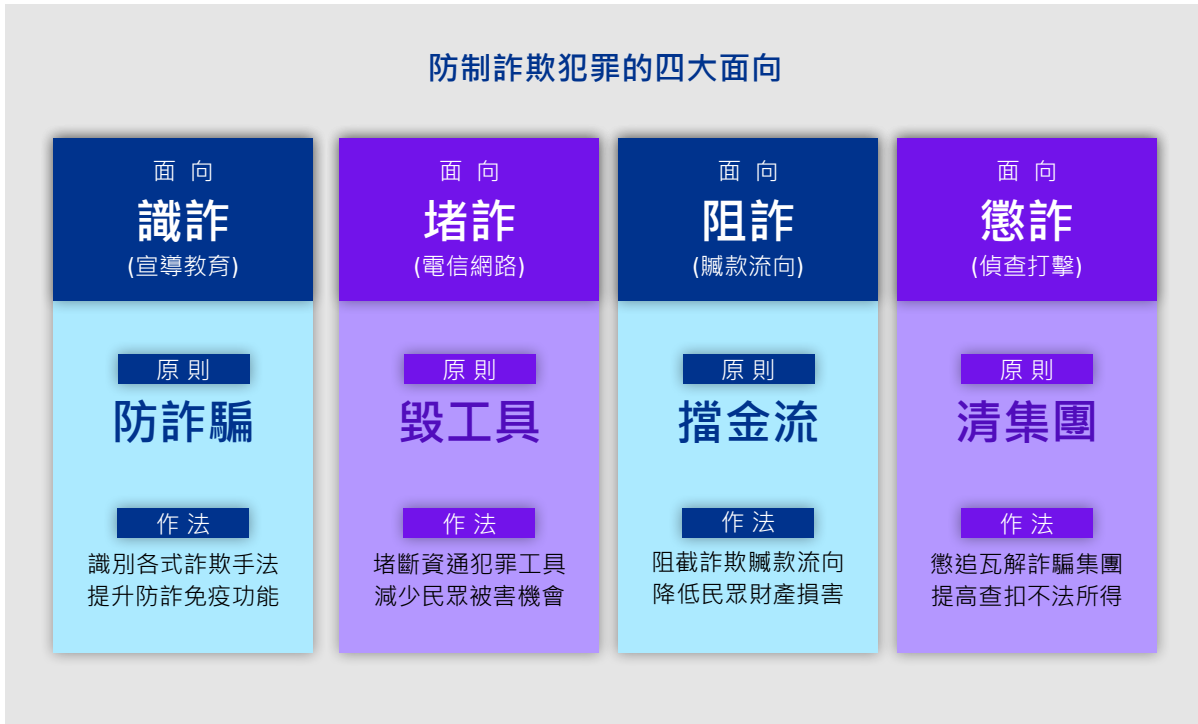 防制詐欺犯罪的四大面向
面向
識詐
(宣導教育)
原則
防詐騙
作法
識別各式詐欺手法
提升防詐免疫功能
面向
堵詐
(電信網路)
原則
毀工具
作法
堵斷資通犯罪工具
減少民眾被害機會
面向
阻詐
(贓款流向)
原則
擋金流
作法
阻截詐欺贓款流向
降低民眾財產損害
面向
懲詐
(偵查打擊)
原則
清集團
作法
懲追瓦解詐騙集團
提高查扣不法所得